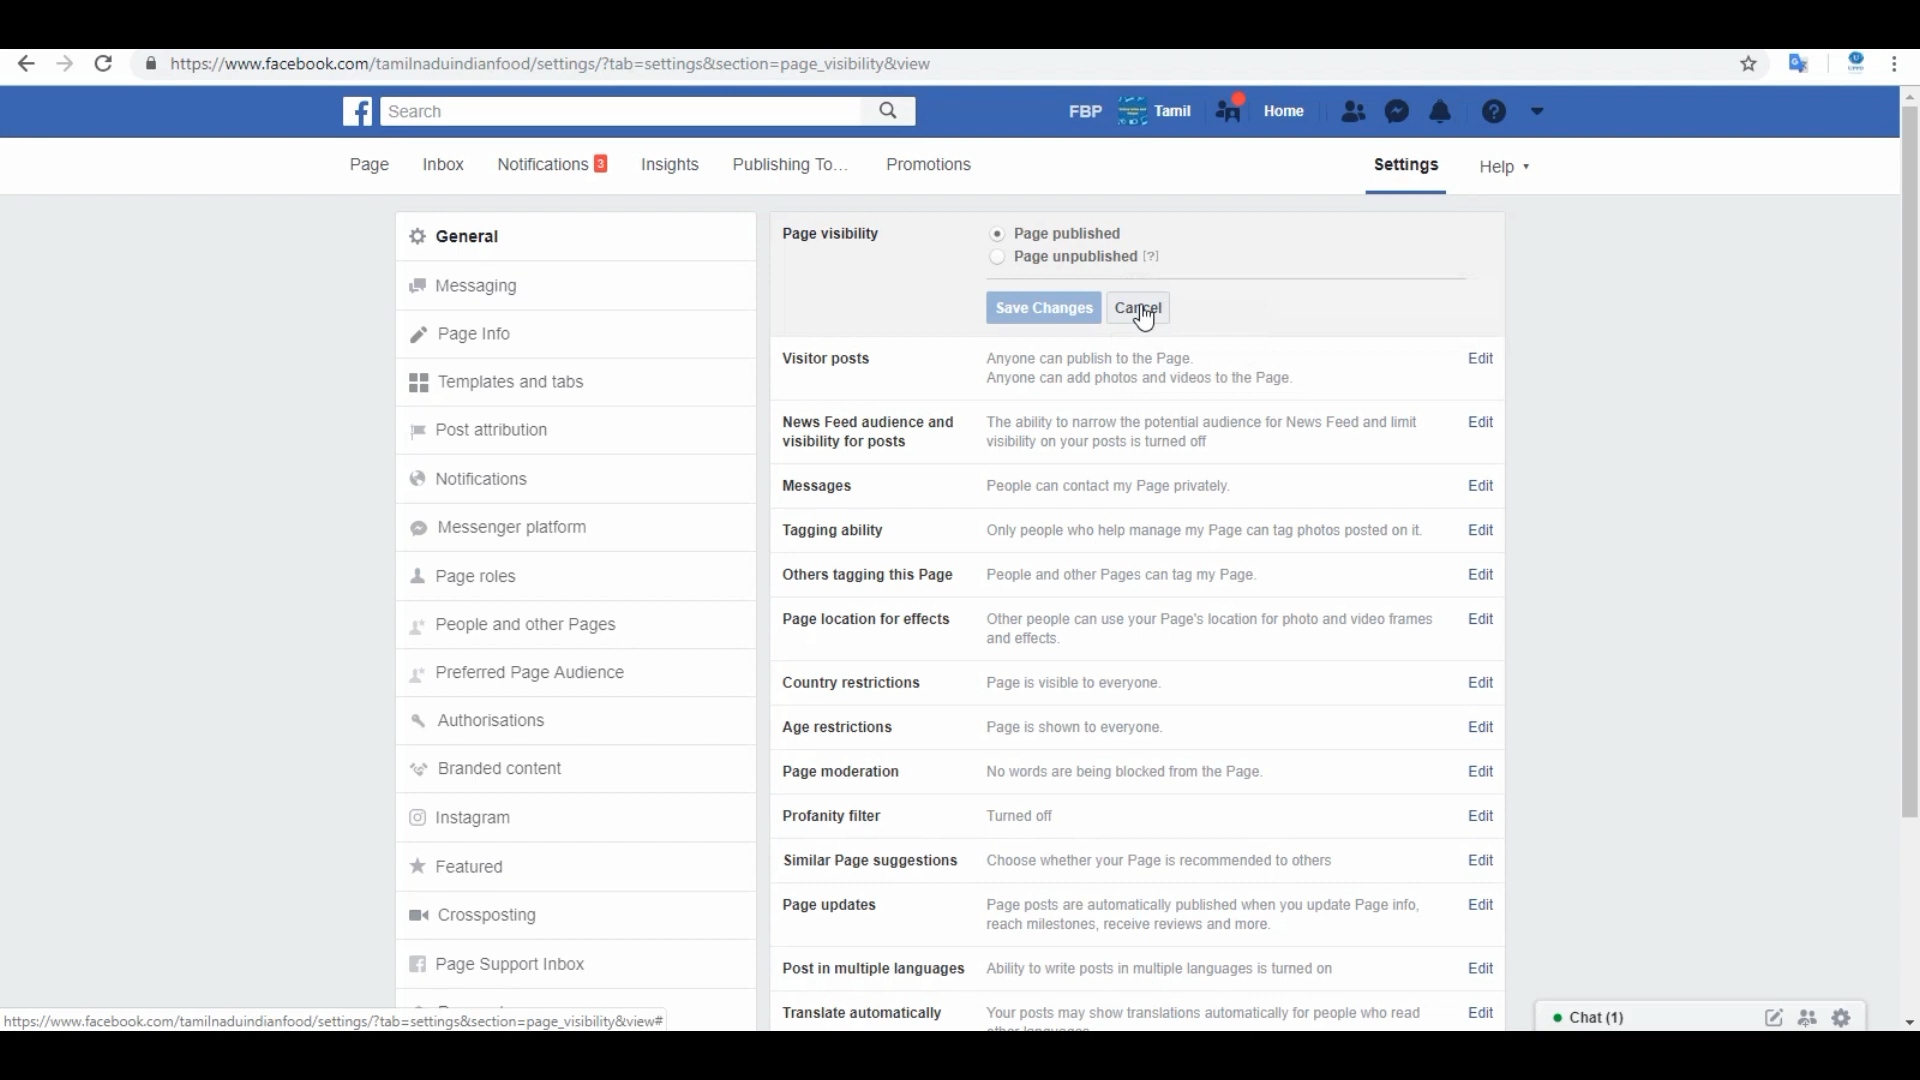 https://www.facebook.com/tamilnaduindianfood/settings/?tab=settings&section=page_visibility&view
Search
FBP
Tamil
Home
Page
Inbox
Notifications 3
Insights
Publishing To...
Promotions
Settings
Help
General
Messaging
Page Info
Templates and tabs
Post attribution
Notifications
Messenger platform
Page roles
People and other Pages
Preferred Page Audience
Authorisations
Branded content
Instagram
Featured
Crossposting
Page Support Inbox
Page visibility
Page published
Page unpublished [?]
Save Changes
Cancel
Visitor posts
Anyone can publish to the Page.
Anyone can add photos and videos to the Page.
Edit
News Feed audience and
visibility for posts
The ability to narrow the potential audience for News Feed and limit
visibility on your posts is turned off
Edit
Messages
People can contact my Page privately.
Edit
Tagging ability
Only people who help manage my Page can tag photos posted on it.
Edit
Others tagging this Page
People and other Pages can tag my Page.
Edit
Page location for effects
Other people can use your Page's location for photo and video frames
and effects.
Edit
Country restrictions
Page is visible to everyone.
Edit
Age restrictions
Page is shown to everyone.
Edit
Page moderation
No words are being blocked from the Page.
Edit
Profanity filter
Turned off
Edit
Similar Page suggestions
Choose whether your Page is recommended to others
Edit
Page updates
Page posts are automatically published when you update Page info,
reach milestones, receive reviews and more.
Edit
Post in multiple languages
Ability to write posts in multiple languages is turned on
Edit
Translate automatically
Your posts may show translations automatically for people who read
other languages
Edit
https://www.facebook.com/tamilnaduindianfood/settings/?tab=settings&section=page_visibility&view#
Chat (1)